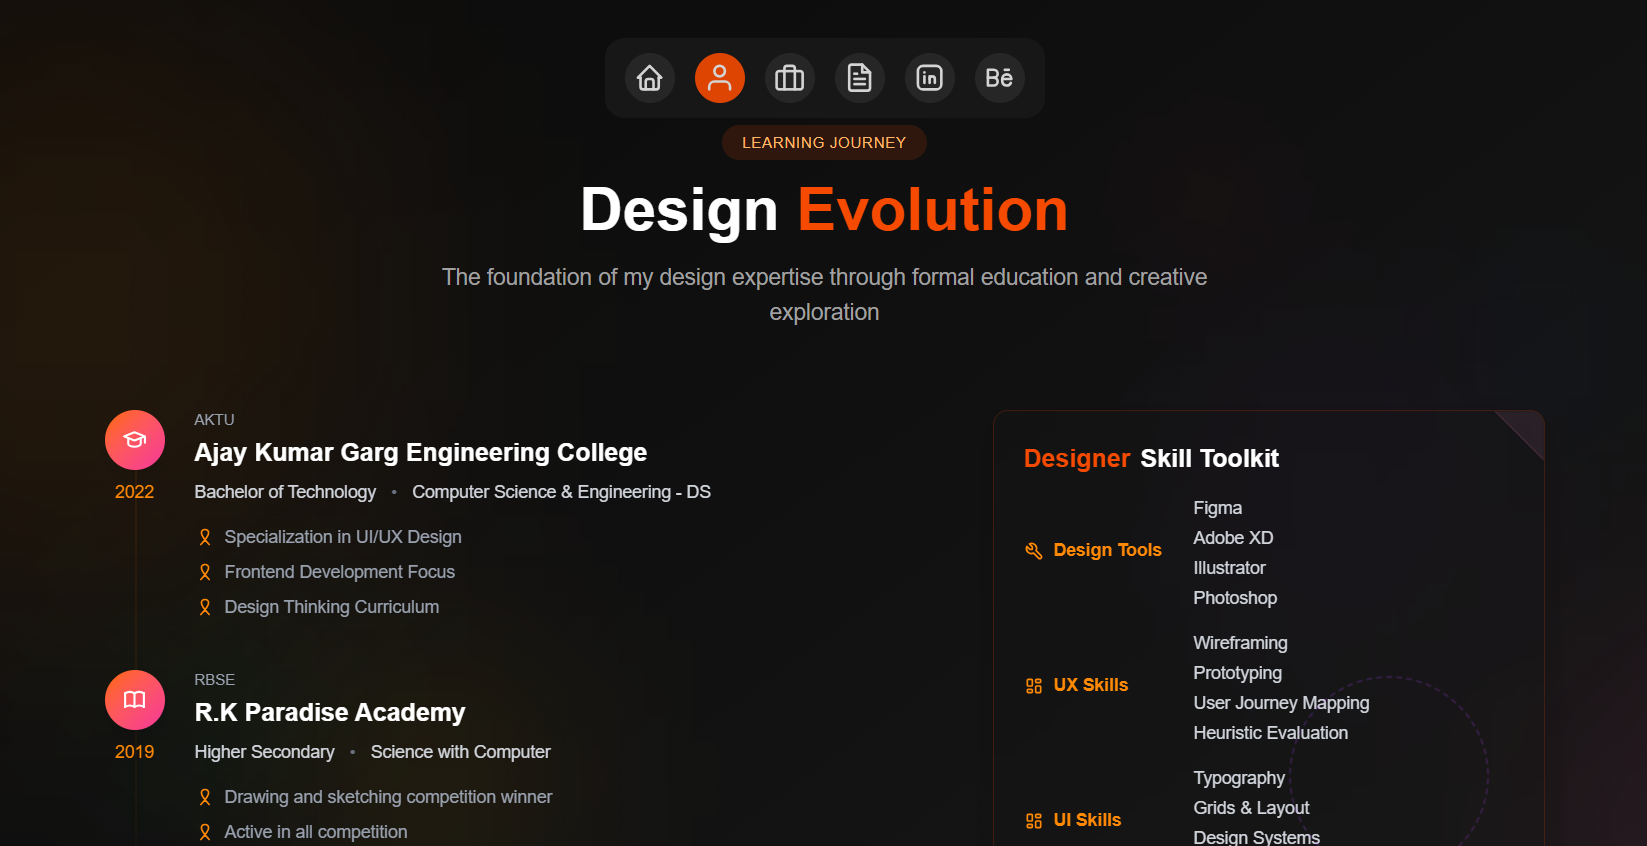 in
Bē
LEARNING JOURNEY
Design Evolution
The foundation of my design expertise through formal education and creative
exploration
AKTU
Ajay Kumar Garg Engineering College
2022
Bachelor of Technology • Computer Science & Engineering - DS
Specialization in UI/UX Design
Frontend Development Focus
Design Thinking Curriculum
RBSE
R.K Paradise Academy
2019
Higher Secondary • Science with Computer
Drawing and sketching competition winner
Active in all competition
Designer Skill Toolkit
Design Tools
Figma
Adobe XD
Illustrator
Photoshop
UX Skills
Wireframing
Prototyping
User Journey Mapping
Heuristic Evaluation
UI Skills
Typography
Grids & Layout
Design Systems